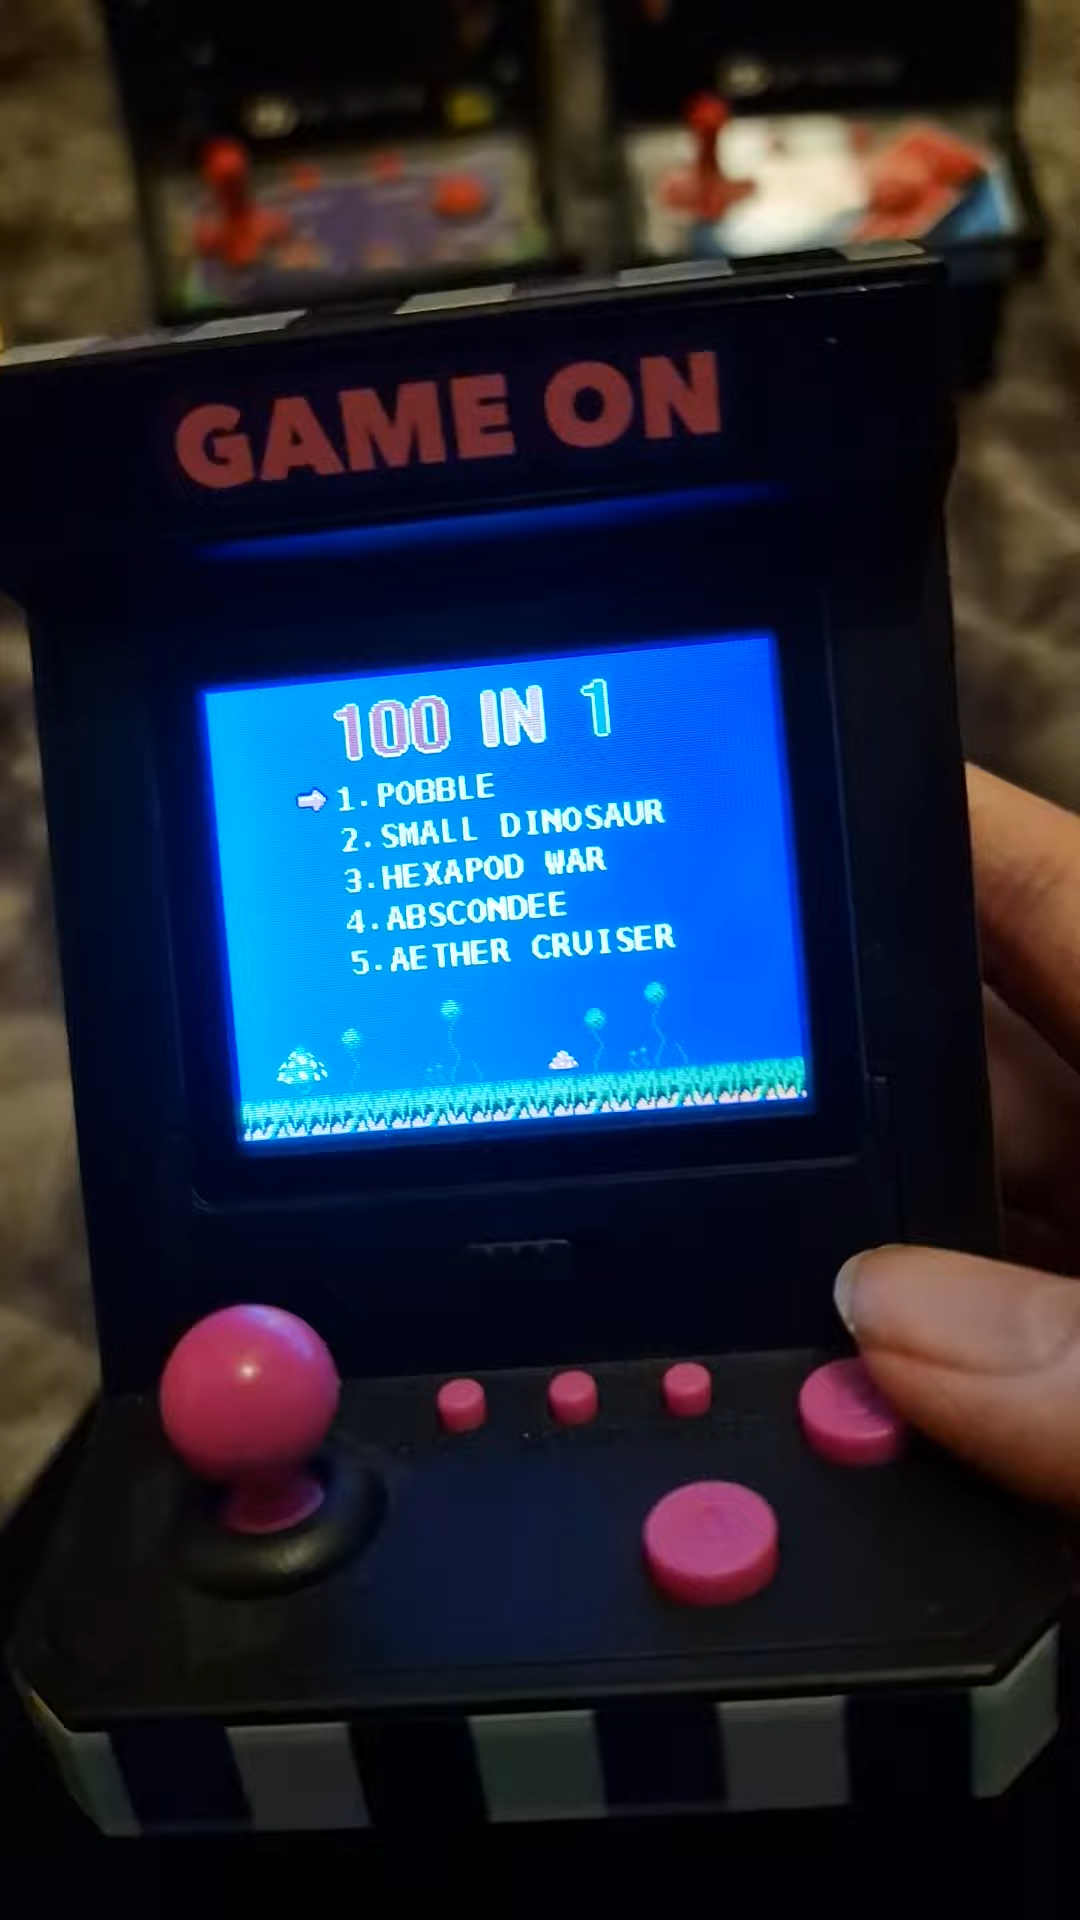 GAME ON
100 IN 1
1.POBBLE
2.SMALL DINOSAUR
3.HEXAPOD WAR
4.ABSCONDEE
5.AETHER CRUISER